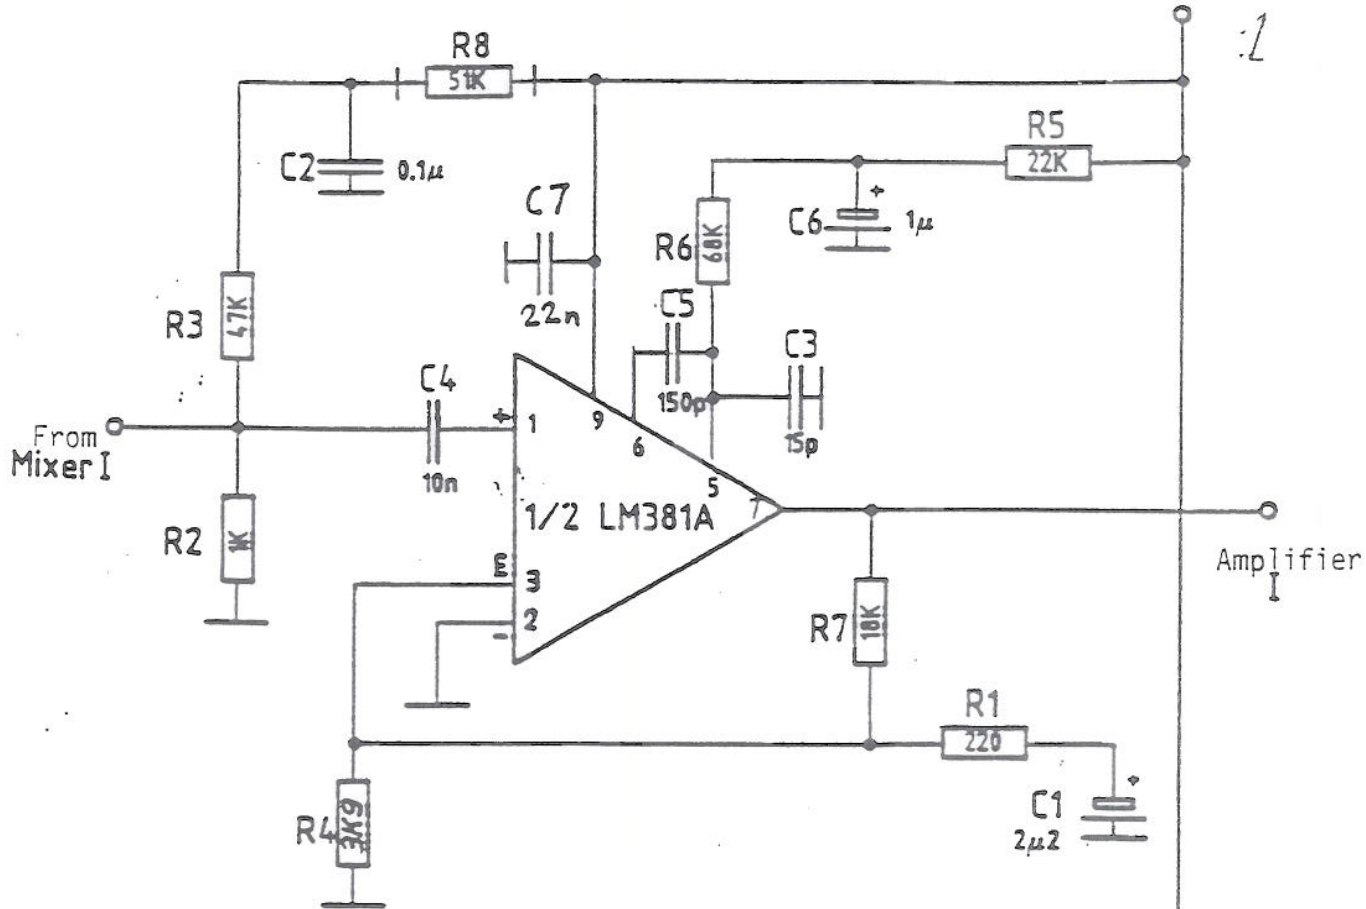 R8
51K
:1
R5
22K
C2
0.1µ
C7
22n
R6
68K
C6
+
1µ
R3
47K
C5
150p
C3
15p
C4
10n
+
1
9
6
5
7
From
Mixer I
1/2 LM381A
R2
1K
E
3
2
-
Amplifier
I
R7
18K
R1
220
R4
3K9
C1
+
2µ2